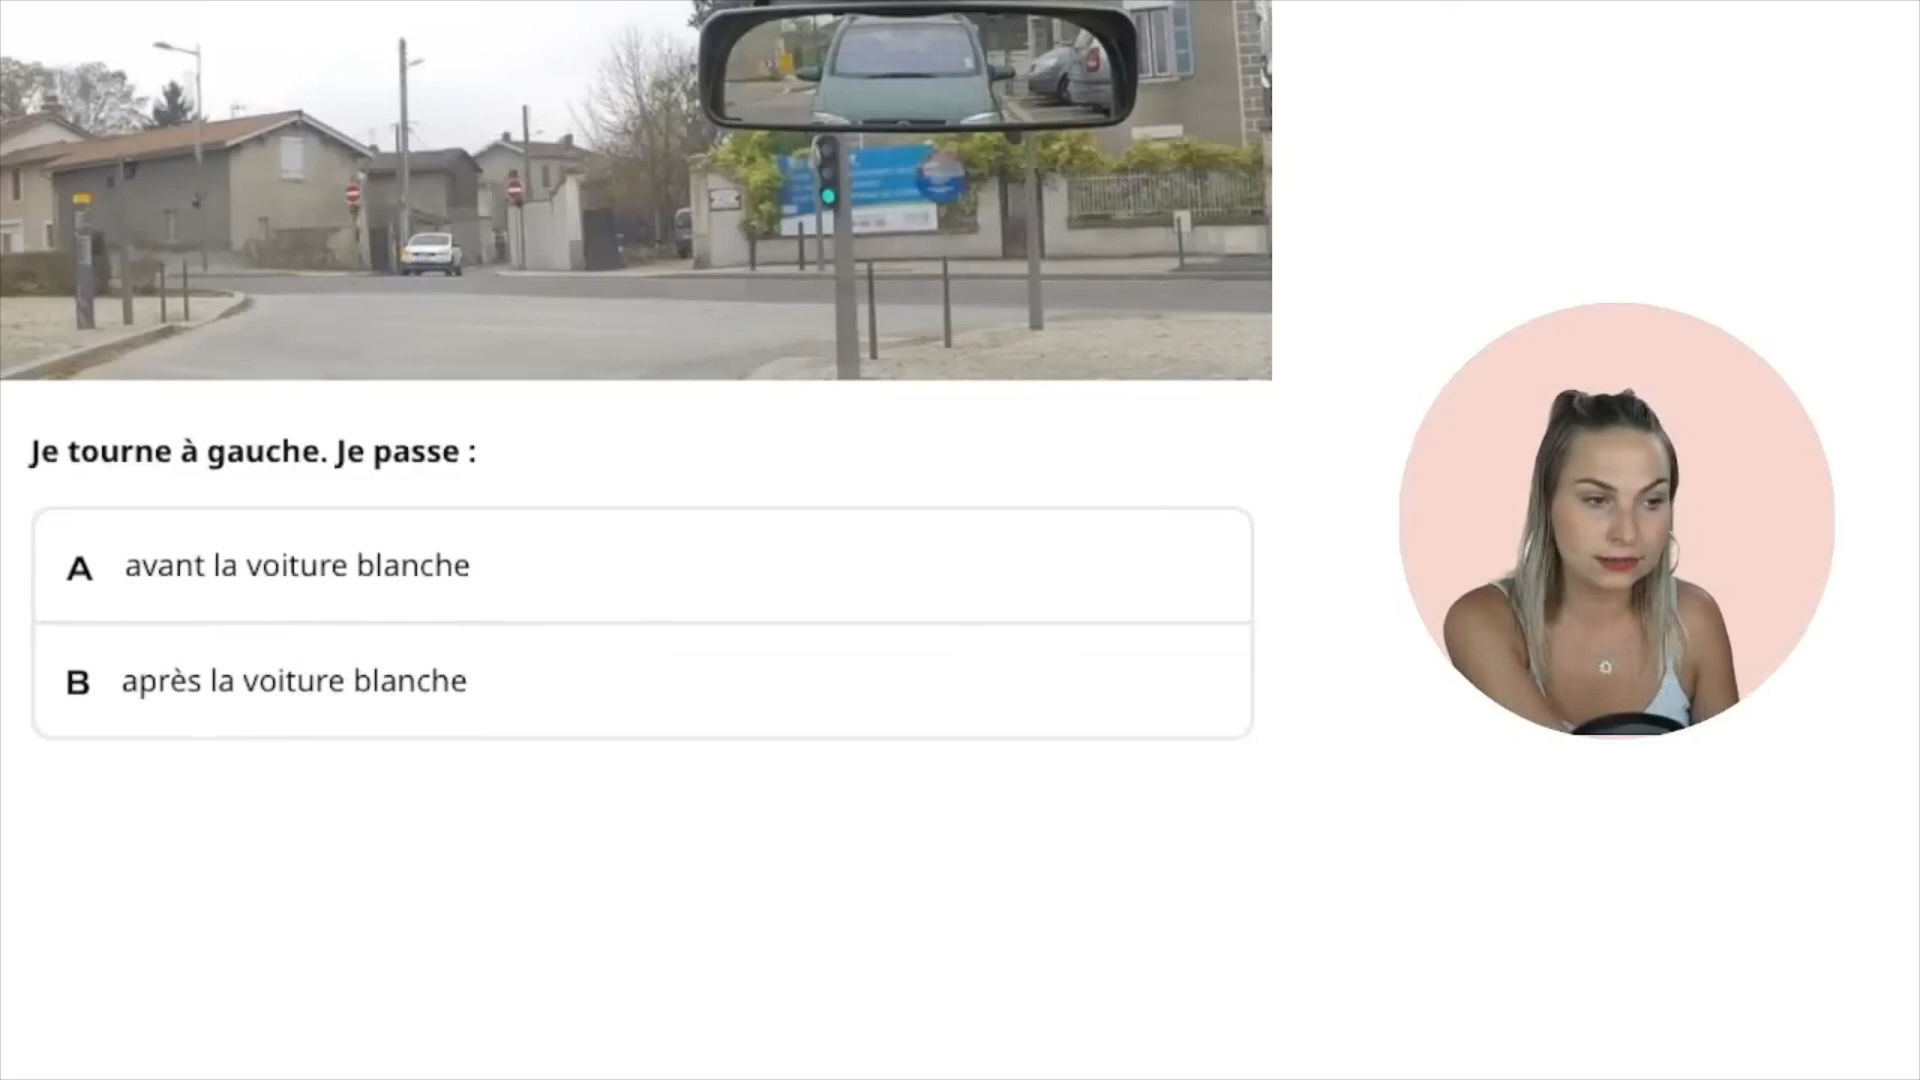 Je tourne à gauche. Je passe :
A avant la voiture blanche
B après la voiture blanche